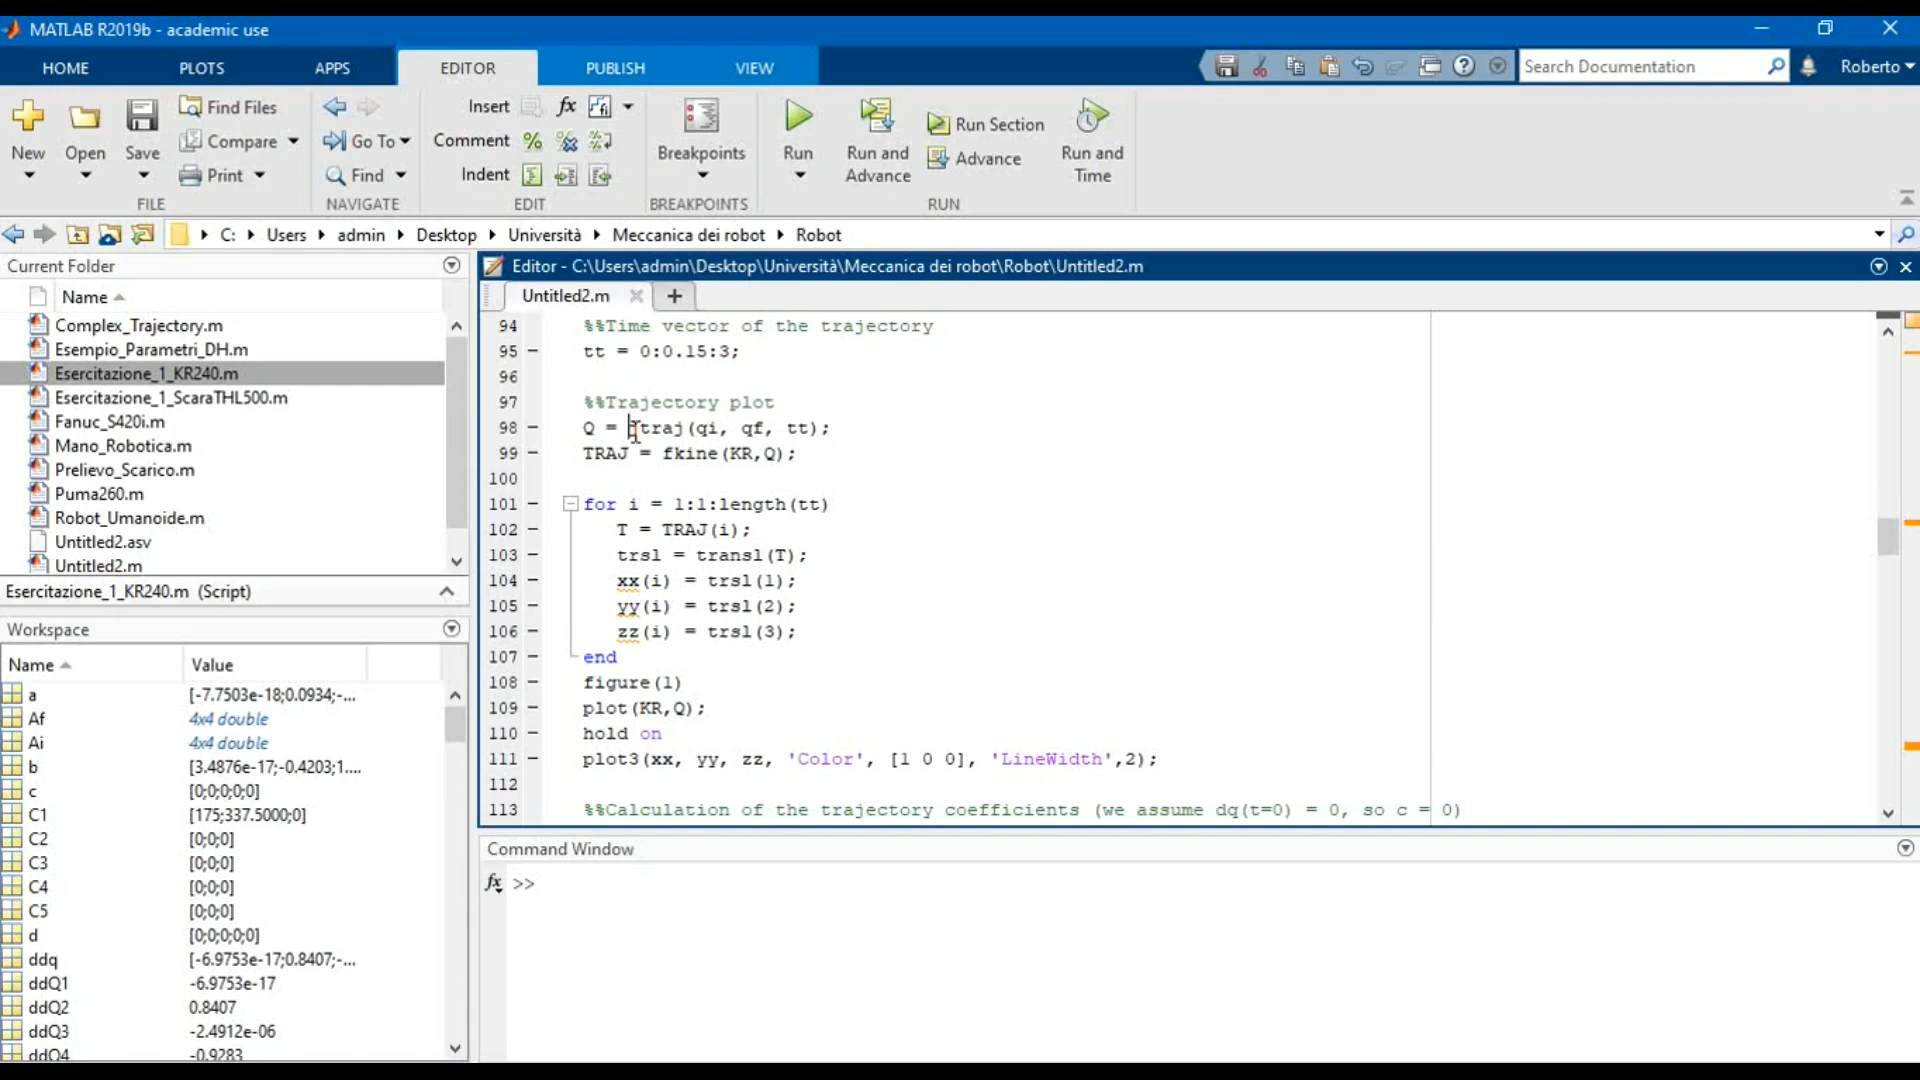 MATLAB R2019b - academic use
HOME PLOTS APPS EDITOR PUBLISH VIEW Search Documentation Roberto
New Open Save Find Files Compare Print
FILE
Go To Find
NAVIGATE
Insert fx
Comment %
Indent
EDIT
Breakpoints
BREAKPOINTS
Run Run and Advance Run Section Advance Run and Time
RUN
C: Users admin Desktop Università Meccanica dei robot Robot
Current Folder
Name
Complex_Trajectory.m
Esempio_Parametri_DH.m
Esercitazione_1_KR240.m
Esercitazione_1_ScaraTHL500.m
Fanuc_S420i.m
Mano_Robotica.m
Prelievo_Scarico.m
Puma260.m
Robot_Umanoide.m
Untitled2.asv
Untitled2.m
Esercitazione_1_KR240.m (Script)
Workspace
Name Value
a [-7.7503e-18;0.0934;-...
Af 4x4 double
Ai 4x4 double
b [3.4876e-17;-0.4203;1....
c [0;0;0;0;0]
C1 [175;337.5000;0]
C2 [0;0;0]
C3 [0;0;0]
C4 [0;0;0]
C5 [0;0;0]
d [0;0;0;0;0]
ddq [-6.9753e-17;0.8407;-...
ddQ1 -6.9753e-17
ddQ2 0.8407
ddQ3 -2.4912e-06
ddQ4 -0.9283
Editor - C:\Users\admin\Desktop\Università\Meccanica dei robot\Robot\Untitled2.m
Untitled2.m
94 %%Time vector of the trajectory
95 – tt = 0:0.15:3;
96
97 %%Trajectory plot
98 – Q = traj(qi, qf, tt);
99 – TRAJ = fkine(KR,Q);
100
101 – for i = 1:1:length(tt)
102 – T = TRAJ(i);
103 – trsl = transl(T);
104 – xx(i) = trsl(1);
105 – yy(i) = trsl(2);
106 – zz(i) = trsl(3);
107 – end
108 – figure(1)
109 – plot(KR,Q);
110 – hold on
111 – plot3(xx, yy, zz, 'Color', [1 0 0], 'LineWidth',2);
112
113 %%Calculation of the trajectory coefficients (we assume dq(t=0) = 0, so c = 0)
Command Window
fx >>